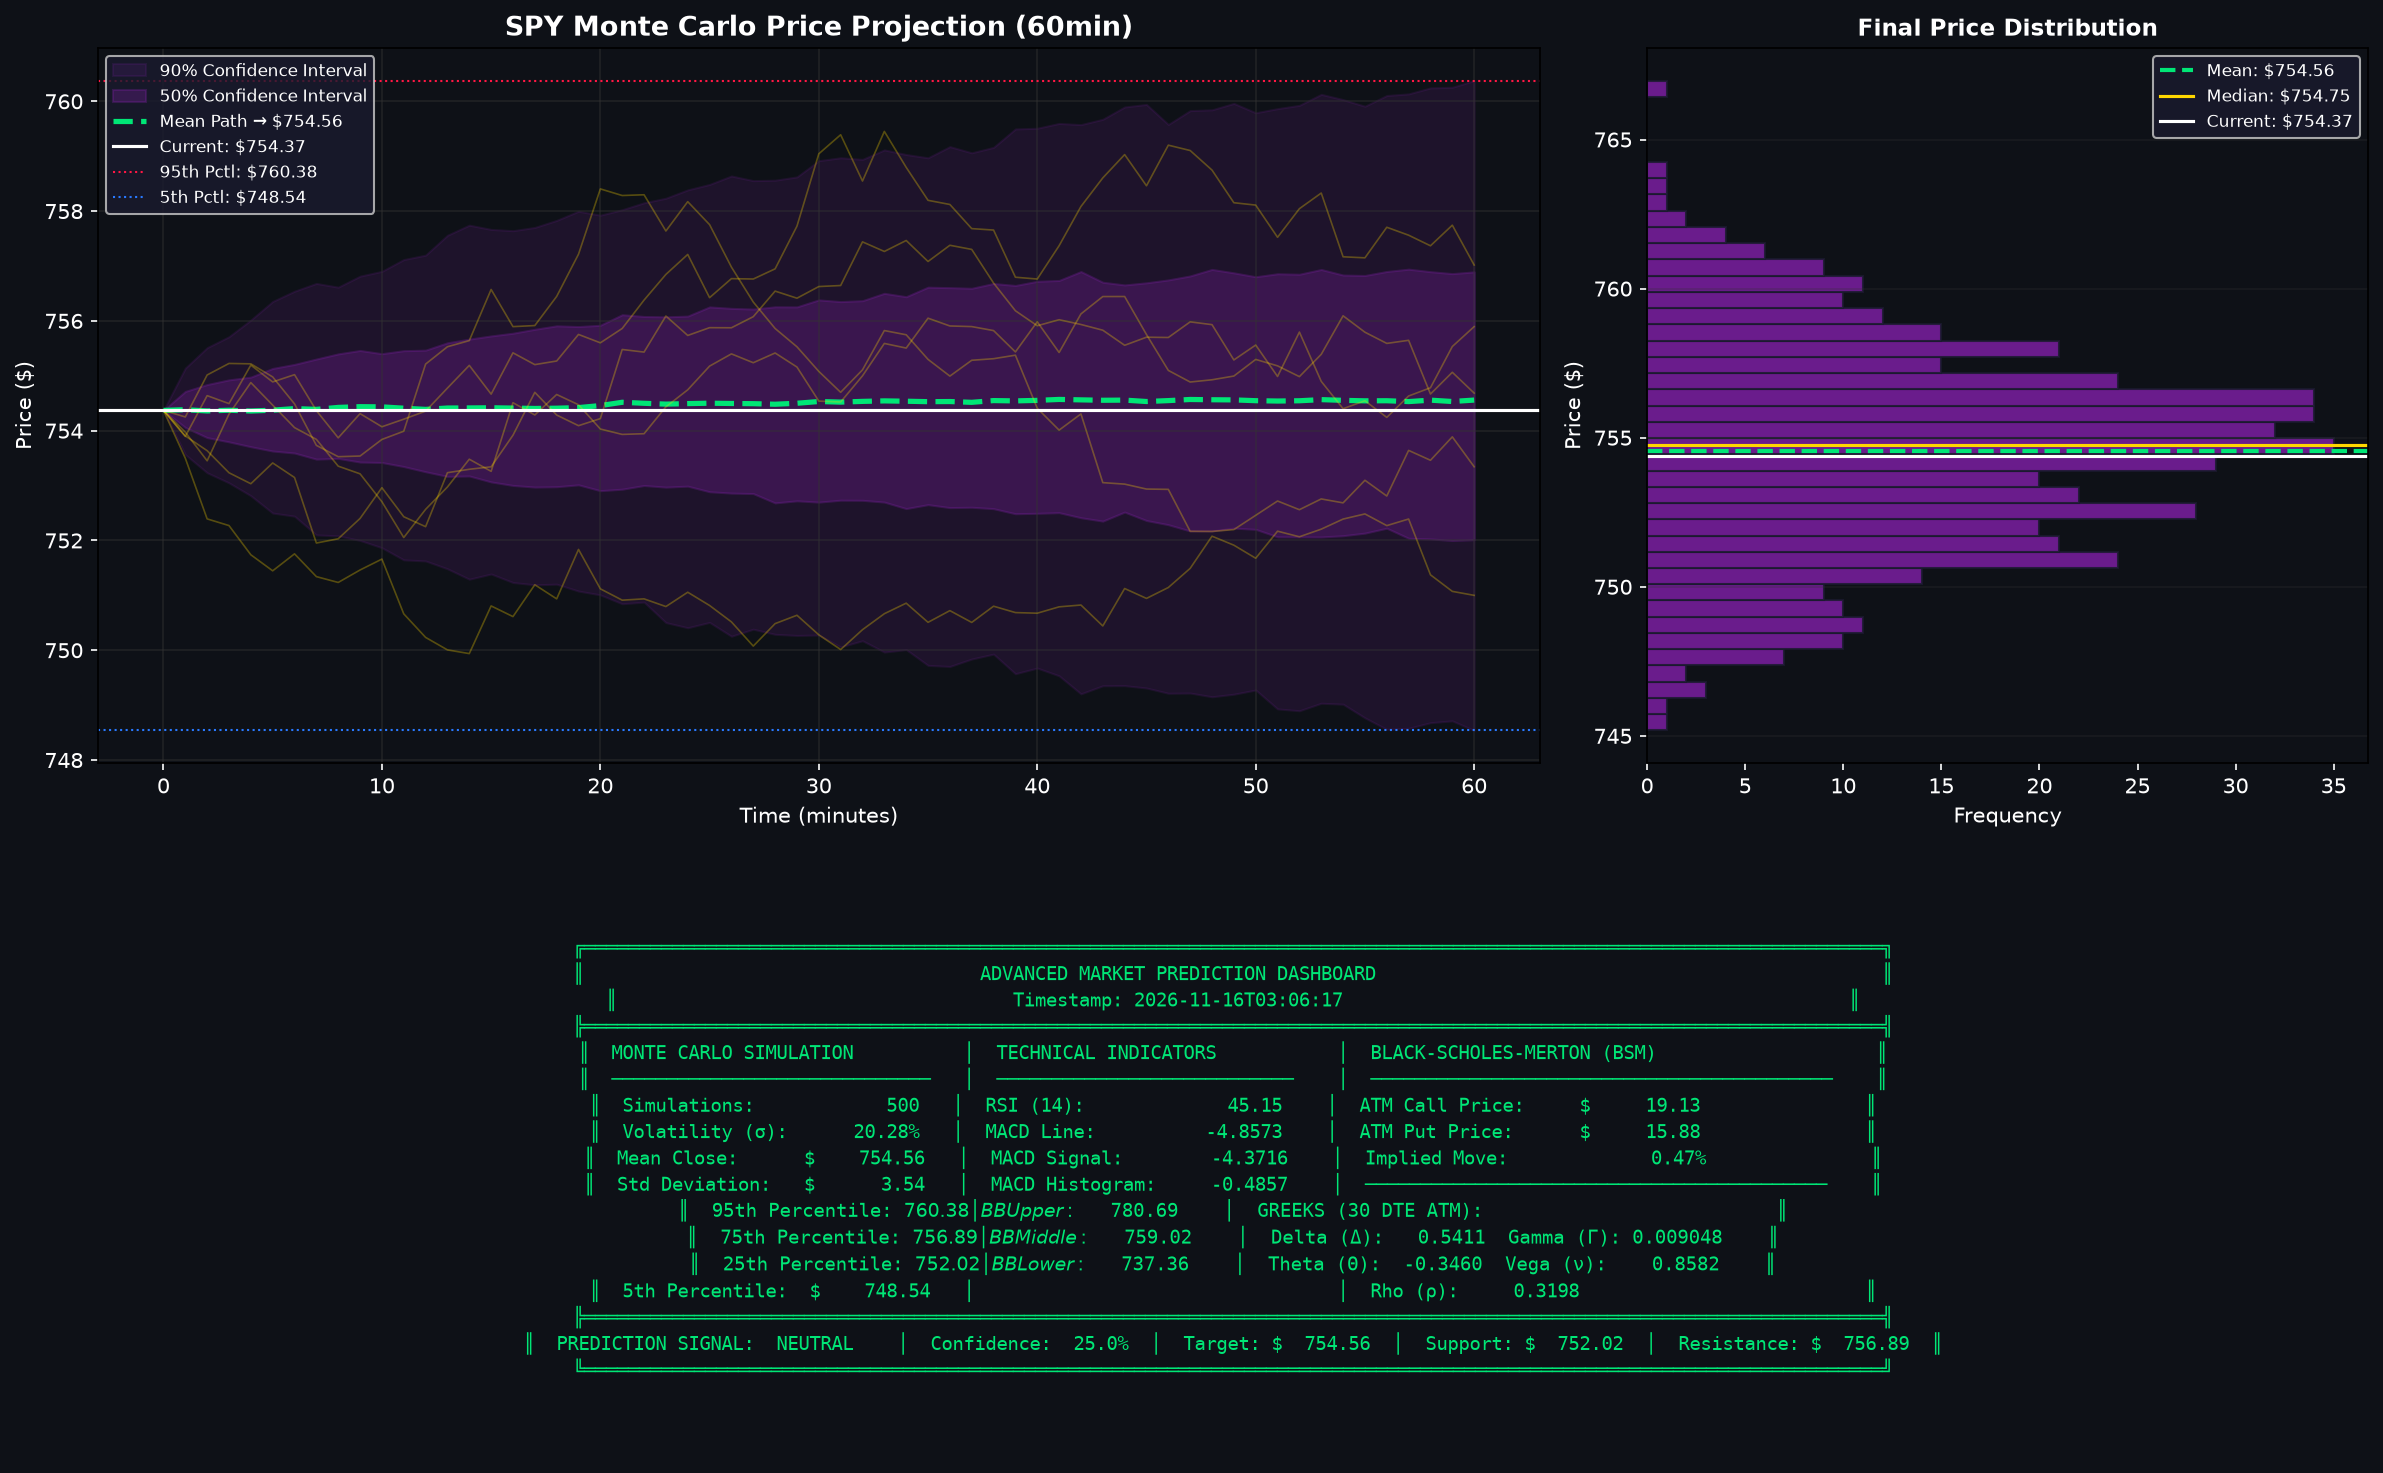 SPY Monte Carlo Price Projection (60min)
90% Confidence Interval
50% Confidence Interval
Mean Path → $754.56
Current: $754.37
95th Pctl: $760.38
5th Pctl: $748.54
Price ($)
760
758
756
754
752
750
748
0 10 20 30 40 50 60
Time (minutes)
Final Price Distribution
Mean: $754.56
Median: $754.75
Current: $754.37
Price ($)
765
760
755
750
745
0 5 10 15 20 25 30 35
Frequency
ADVANCED MARKET PREDICTION DASHBOARD
Timestamp: 2026-11-16T03:06:17
MONTE CARLO SIMULATION │ TECHNICAL INDICATORS │ BLACK-SCHOLES-MERTON (BSM)
Simulations: 500 │ RSI (14): 45.15 │ ATM Call Price: $ 19.13
Volatility (σ): 20.28% │ MACD Line: -4.8573 │ ATM Put Price: $ 15.88
Mean Close: $ 754.56 │ MACD Signal: -4.3716 │ Implied Move: 0.47%
Std Deviation: $ 3.54 │ MACD Histogram: -0.4857 │
95th Percentile: 760.38│BBUpper: 780.69 │ GREEKS (30 DTE ATM):
75th Percentile: 756.89│BBMiddle: 759.02 │ Delta (Δ): 0.5411 Gamma (Γ): 0.009048
25th Percentile: 752.02│BBLower: 737.36 │ Theta (Θ): -0.3460 Vega (ν): 0.8582
5th Percentile: $ 748.54 │ │ Rho (ρ): 0.3198
PREDICTION SIGNAL: NEUTRAL │ Confidence: 25.0% │ Target: $ 754.56 │ Support: $ 752.02 │ Resistance: $ 756.89